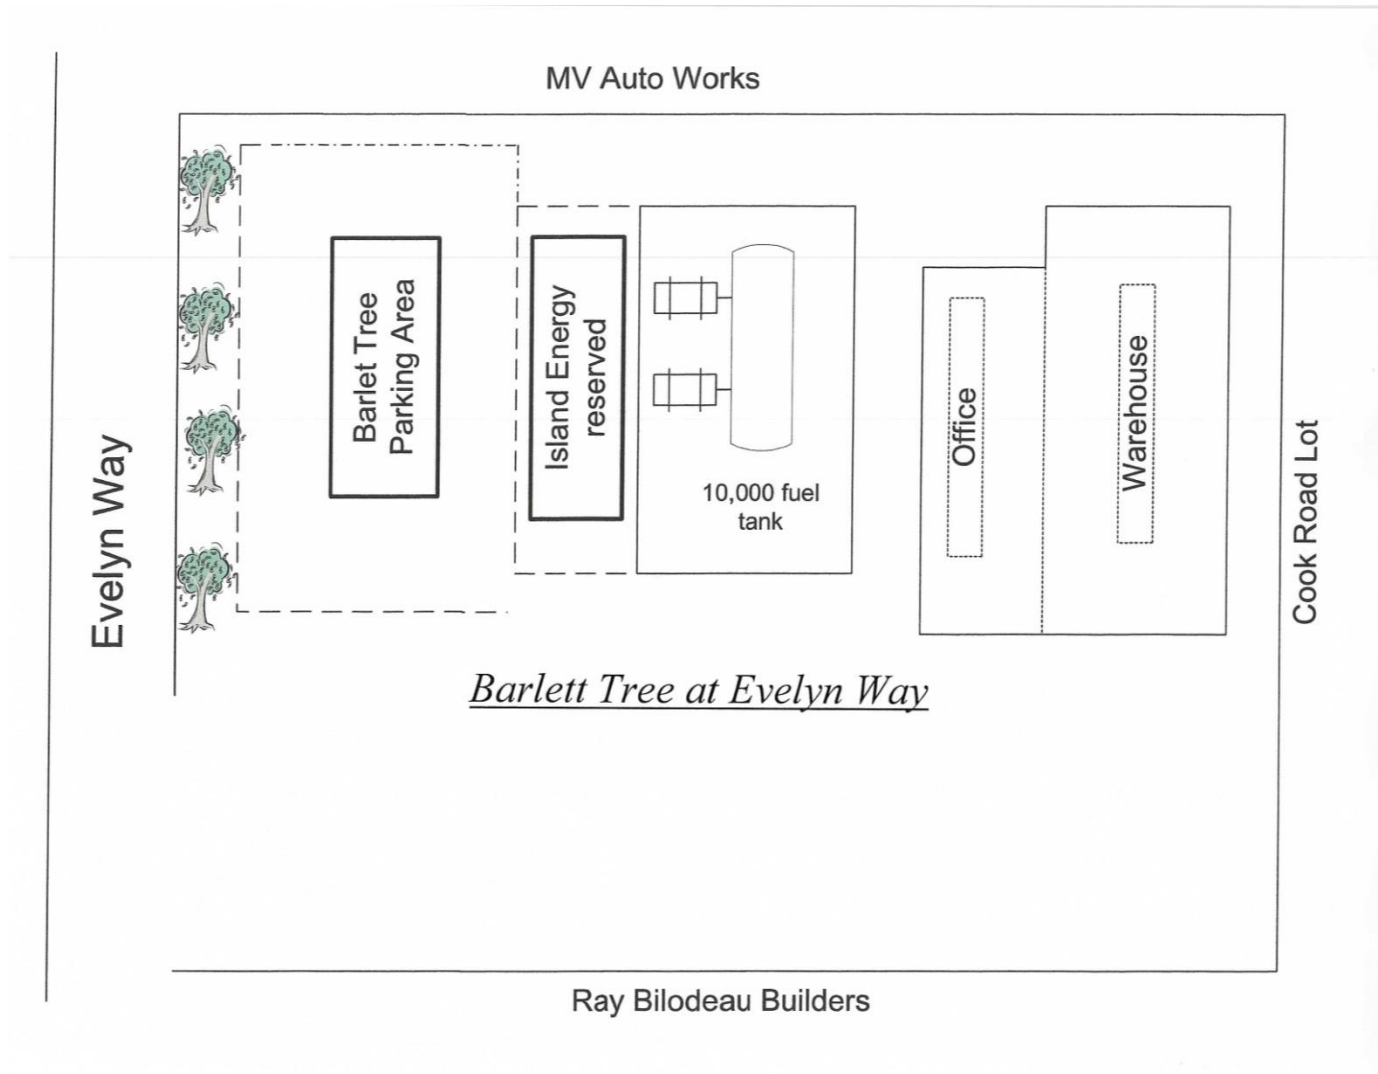 MV Auto Works
Evelyn Way
Barlet Tree
Parking Area
Island Energy
reserved
10,000 fuel
tank
Office
Warehouse
Cook Road Lot
Barlett Tree at Evelyn Way
Ray Bilodeau Builders